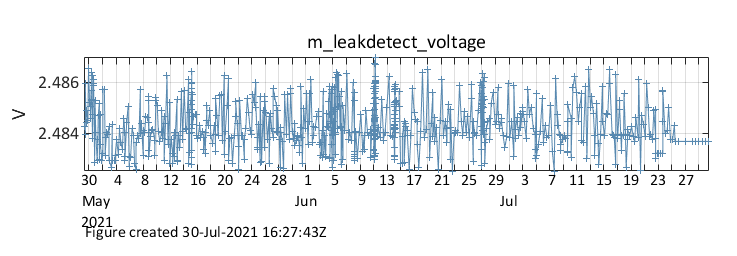 m_leakdetect_voltage
2.486
2.484
V
30 4 8 12 16 20 24 28 1 5 9 13 17 21 25 29 3 7 11 15 19 23 27
May Jun Jul
2021
Figure created 30-Jul-2021 16:27:43Z